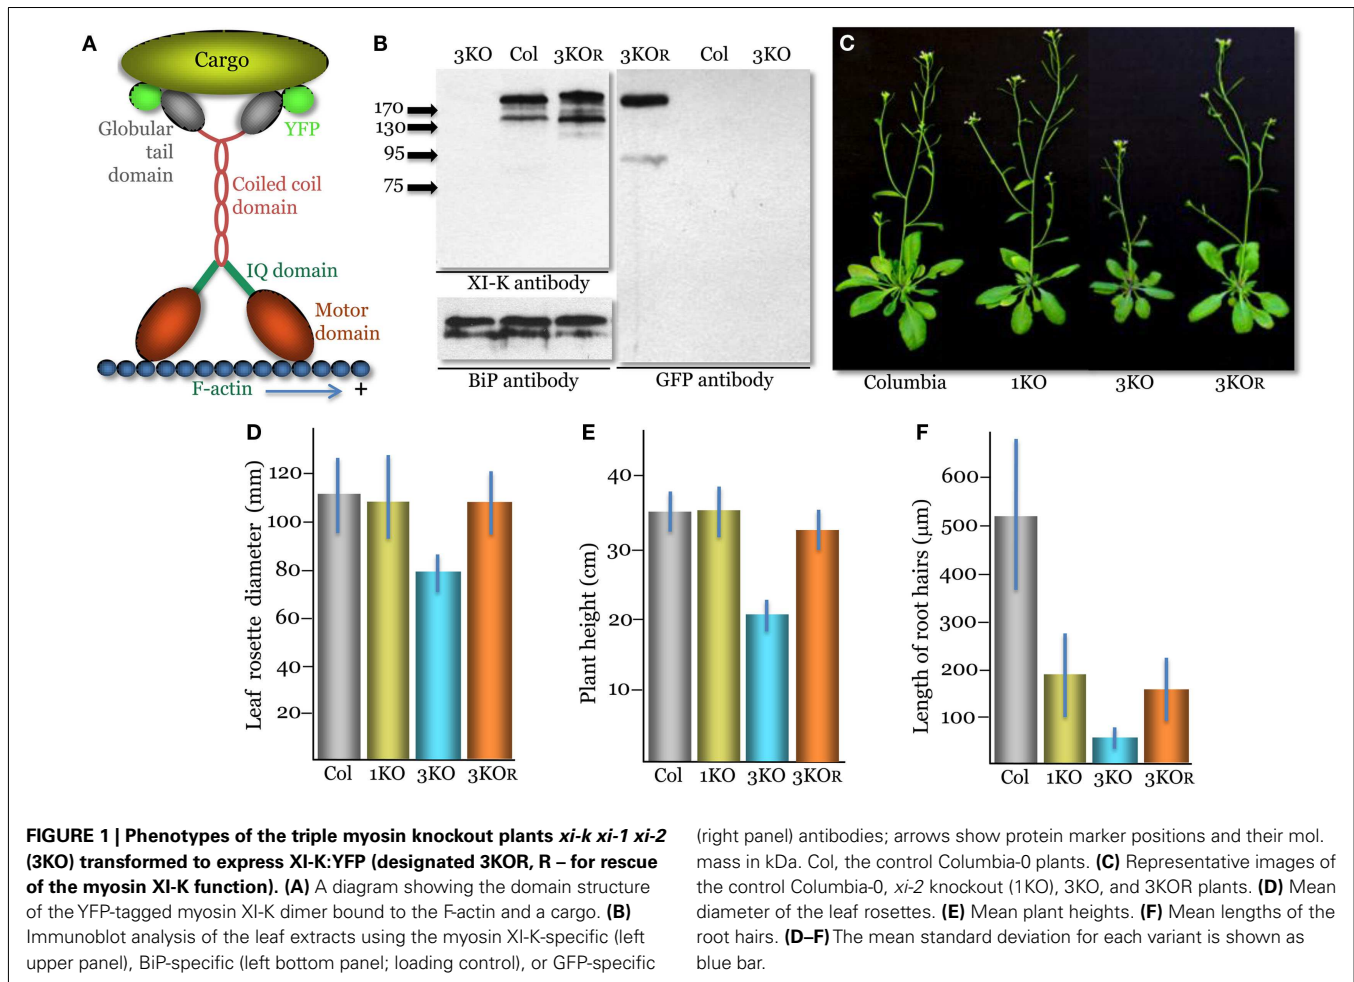 A
Cargo
Globular
tail
domain
YFP
Coiled coil
domain
IQ domain
Motor
domain
F-actin
+
B
3KO Col 3KOR 3KOR Col 3KO
170
130
95
75
XI-K antibody
BiP antibody
GFP antibody
C
Columbia 1KO 3KO 3KOR
D
Leaf rosette diameter (mm)
120
100
80
60
40
20
Col 1KO 3KO 3KOR
E
Plant height (cm)
40
30
20
10
Col 1KO 3KO 3KOR
F
Length of root hairs (µm)
600
500
400
300
200
100
Col 1KO 3KO 3KOR
FIGURE 1 | Phenotypes of the triple myosin knockout plants xi-k xi-1 xi-2
(3KO) transformed to express XI-K:YFP (designated 3KOR, R – for rescue
of the myosin XI-K function). (A) A diagram showing the domain structure
of the YFP-tagged myosin XI-K dimer bound to the F-actin and a cargo. (B)
Immunoblot analysis of the leaf extracts using the myosin XI-K-specific (left
upper panel), BiP-specific (left bottom panel; loading control), or GFP-specific
(right panel) antibodies; arrows show protein marker positions and their mol.
mass in kDa. Col, the control Columbia-0 plants. (C) Representative images of
the control Columbia-0, xi-2 knockout (1KO), 3KO, and 3KOR plants. (D) Mean
diameter of the leaf rosettes. (E) Mean plant heights. (F) Mean lengths of the
root hairs. (D–F) The mean standard deviation for each variant is shown as
blue bar.